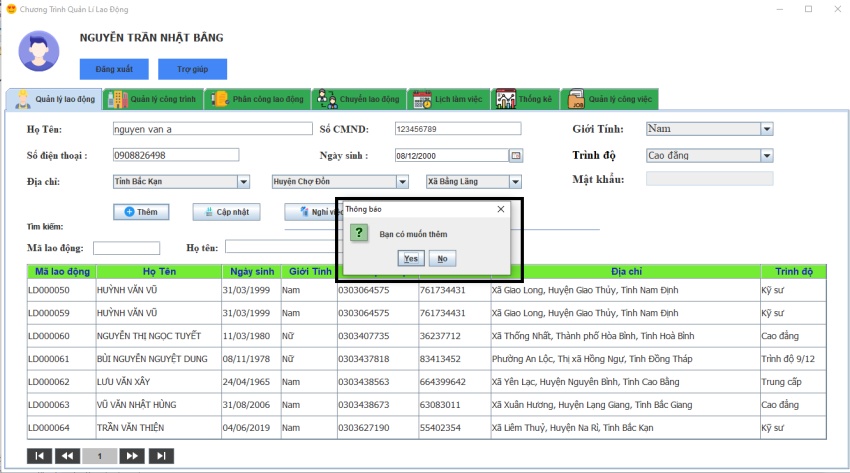 Chương Trình Quản Lí Lao Động
NGUYỄN TRẦN NHẬT BĂNG
Đăng xuất Trợ giúp
Quản lý lao động Quản lý công trình Phân công lao động Chuyển lao động Lịch làm việc Thống kê Quản lý công việc
Họ Tên: nguyen van a Số CMND: 123456789 Giới Tính: Nam
Số điện thoại : 0908826498 Ngày sinh : 08/12/2000 Trình độ Cao đẳng
Địa chỉ: Tỉnh Bắc Kạn Huyện Chợ Đồn Xã Bằng Lãng Mật khẩu:
Thêm Cập nhật Nghỉ việc
Thông báo
Bạn có muốn thêm
Yes No
Tìm kiếm:
Mã lao động: Họ tên:
Mã lao động Họ Tên Ngày sinh Giới Tính Địa chỉ Trình độ
LD000050 HUỲNH VĂN VŨ 31/03/1999 Nam 0303064575 761734431 Xã Giao Long, Huyện Giao Thủy, Tỉnh Nam Định Kỹ sư
LD000059 HUỲNH VĂN VŨ 31/03/1999 Nam 0303064575 761734431 Xã Giao Long, Huyện Giao Thủy, Tỉnh Nam Định Kỹ sư
LD000060 NGUYỄN THỊ NGỌC TUYẾT 11/03/1980 Nữ 0303407735 36237712 Xã Thống Nhất, Thành phố Hòa Bình, Tỉnh Hoà Bình Cao đẳng
LD000061 BÙI NGUYỄN NGUYỆT DUNG 08/11/1978 Nữ 0303437818 83413452 Phường An Lộc, Thị xã Hồng Ngự, Tỉnh Đồng Tháp Trình độ 9/12
LD000062 LƯU VĂN XÂY 24/04/1965 Nam 0303438563 664399642 Xã Yên Lạc, Huyện Nguyên Bình, Tỉnh Cao Bằng Trung cấp
LD000063 VŨ VĂN NHẬT HÙNG 31/08/2006 Nam 0303438673 63083011 Xã Xuân Hương, Huyện Lạng Giang, Tỉnh Bắc Giang Cao đẳng
LD000064 TRẦN VĂN THIỆN 04/06/2019 Nam 0303627190 55402354 Xã Liêm Thuỷ, Huyện Na Rì, Tỉnh Bắc Kạn Kỹ sư
1